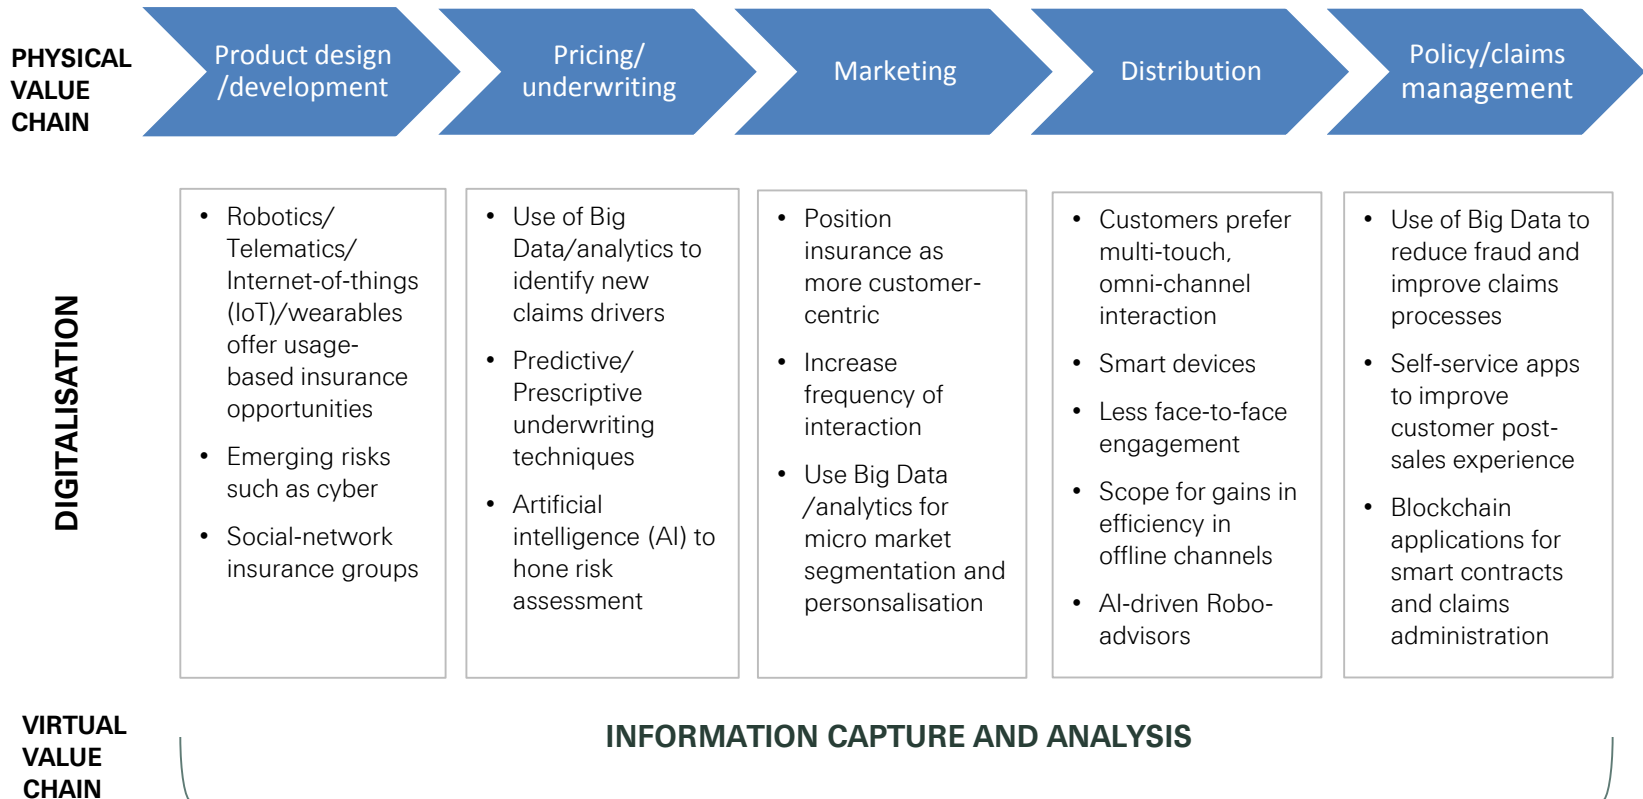 PHYSICAL
VALUE
CHAIN
Product design
/development
Pricing/
underwriting
Marketing
Distribution
Policy/claims
management
DIGITALISATION
• Robotics/
Telematics/
Internet-of-things
(IoT)/wearables
offer usage-
based insurance
opportunities
• Emerging risks
such as cyber
• Social-network
insurance groups
• Use of Big
Data/analytics to
identify new
claims drivers
• Predictive/
Prescriptive
underwriting
techniques
• Artificial
intelligence (AI) to
hone risk
assessment
• Position
insurance as
more customer-
centric
• Increase
frequency of
interaction
• Use Big Data
/analytics for
micro market
segmentation and
personsalisation
• Customers prefer
multi-touch,
omni-channel
interaction
• Smart devices
• Less face-to-face
engagement
• Scope for gains in
efficiency in
offline channels
• AI-driven Robo-
advisors
• Use of Big Data to
reduce fraud and
improve claims
processes
• Self-service apps
to improve
customer post-
sales experience
• Blockchain
applications for
smart contracts
and claims
administration
VIRTUAL
VALUE
CHAIN
INFORMATION CAPTURE AND ANALYSIS